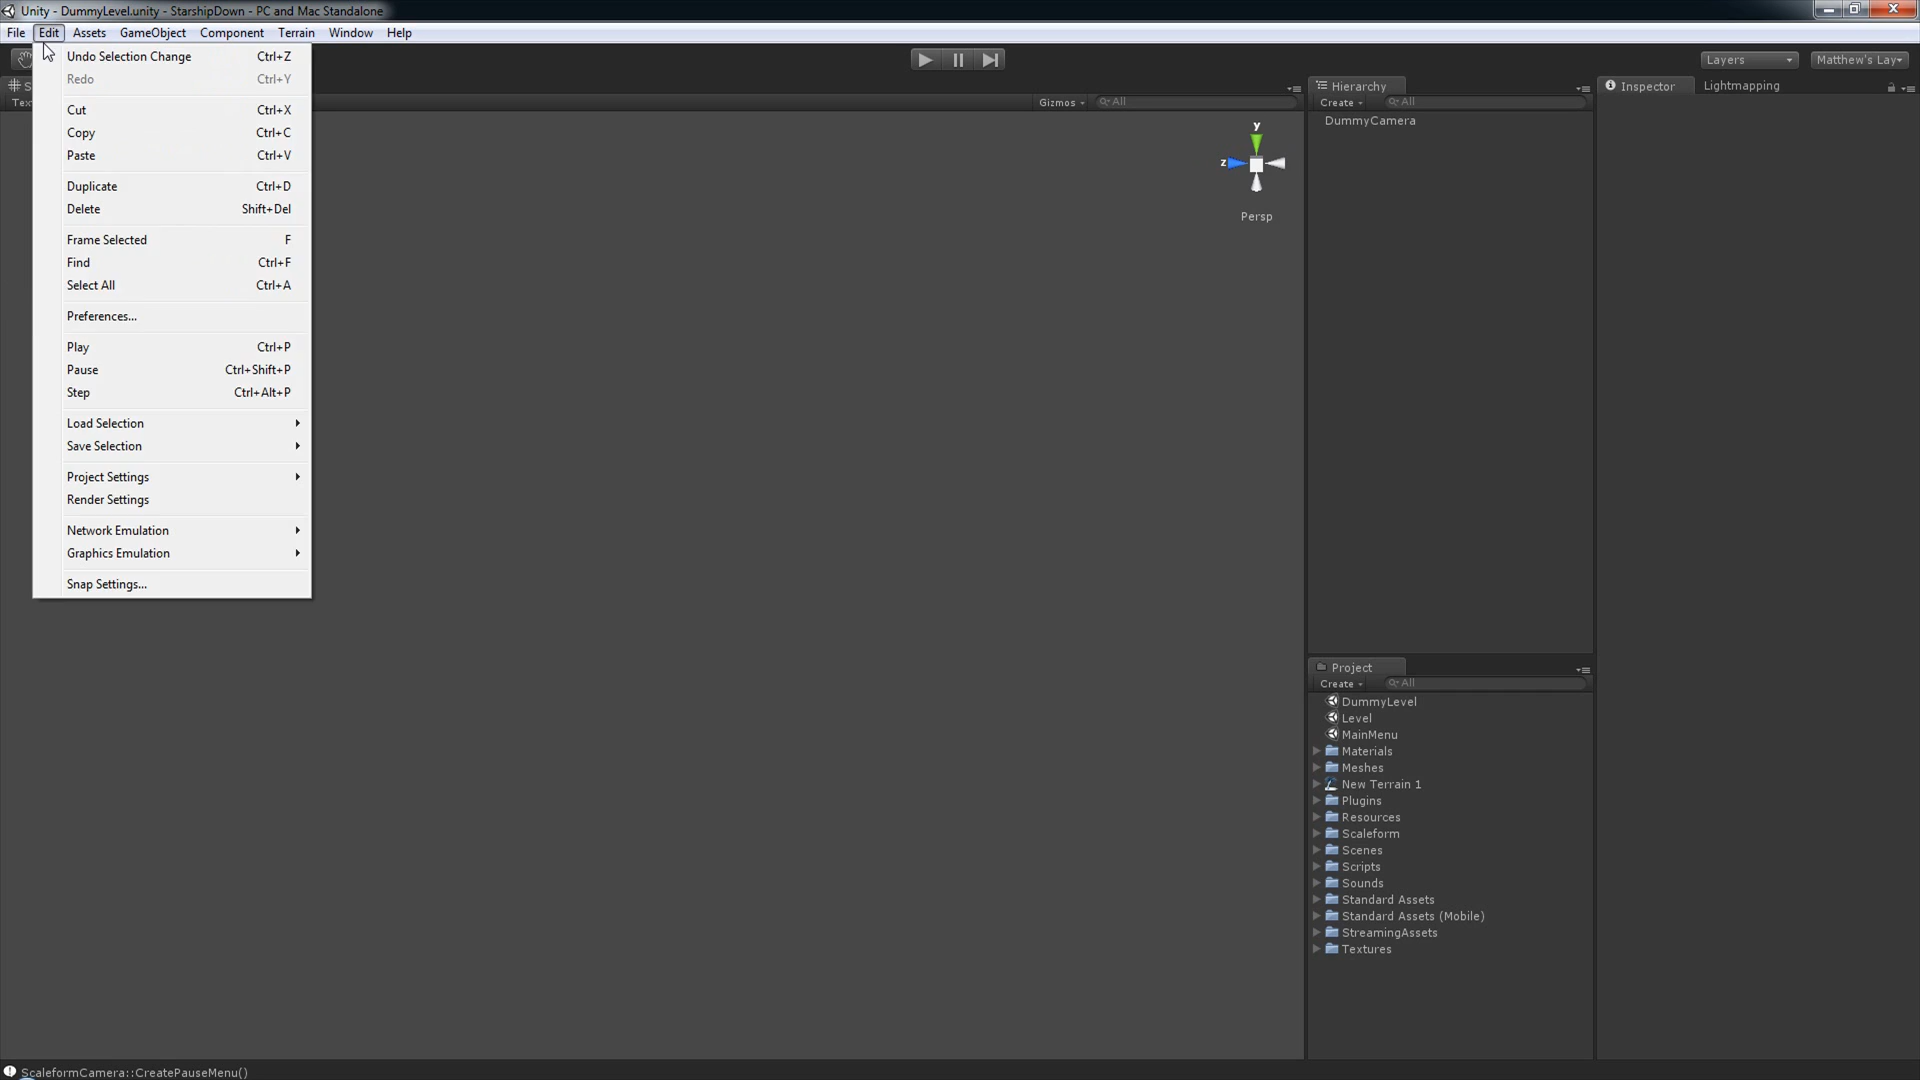 Unity - DummyLevel.unity - StarshipDown - PC and Mac Standalone
File Edit Assets GameObject Component Terrain Window Help
Layers Matthew's Lay
Undo Selection Change Ctrl+Z
Redo Ctrl+Y
Cut Ctrl+X
Copy Ctrl+C
Paste Ctrl+V
Duplicate Ctrl+D
Delete Shift+Del
Frame Selected F
Find Ctrl+F
Select All Ctrl+A
Preferences...
Play Ctrl+P
Pause Ctrl+Shift+P
Step Ctrl+Alt+P
Load Selection
Save Selection
Project Settings
Render Settings
Network Emulation
Graphics Emulation
Snap Settings...
Gizmos All
y
z
Persp
Hierarchy
Create All
DummyCamera
Inspector Lightmapping
Project
Create All
DummyLevel
Level
MainMenu
Materials
Meshes
New Terrain 1
Plugins
Resources
Scaleform
Scenes
Scripts
Sounds
Standard Assets
Standard Assets (Mobile)
StreamingAssets
Textures
ScaleformCamera::CreatePauseMenu()